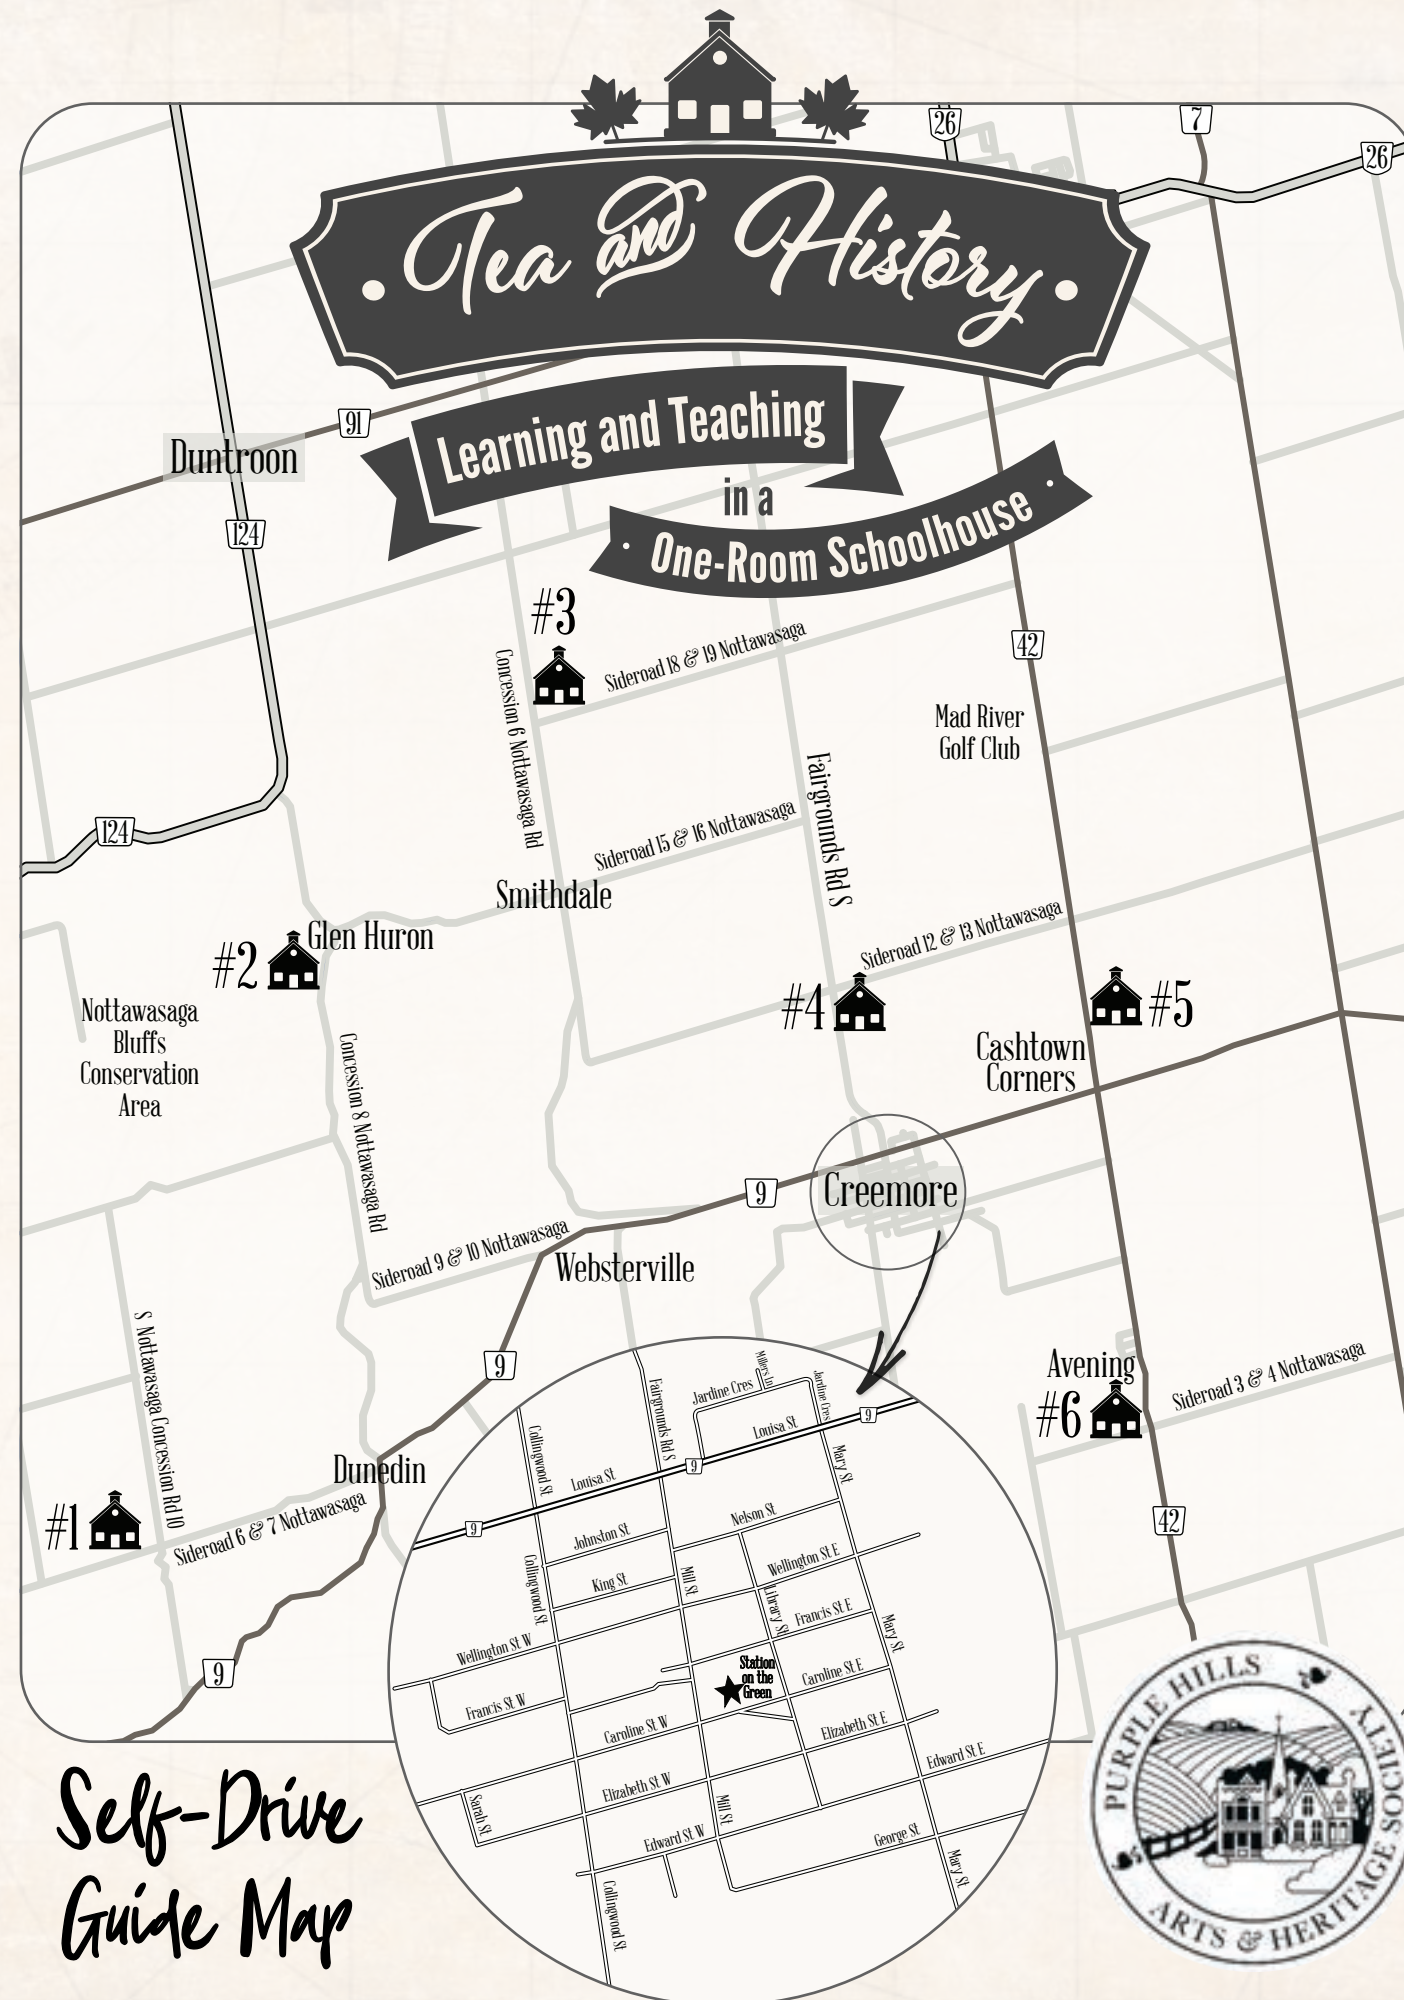 Tea and History
Learning and Teaching
in a
One-Room Schoolhouse
26
7
26
91
Duntroon
124
#3
Concession 6 Nottawasaga Rd
Sideroad 18 & 19 Nottawasaga
42
Mad River
Golf Club
Fairgrounds Rd S
124
Sideroad 15 & 16 Nottawasaga
Smithdale
Glen Huron
#2
Sideroad 12 & 13 Nottawasaga
#4
#5
Nottawasaga
Bluffs
Conservation
Area
Concession 8 Nottawasaga Rd
Cashtown
Corners
9
Creemore
Sideroad 9 & 10 Nottawasaga
Websterville
S Nottawasaga Concession Rd 10
9
Avening
#6
Sideroad 3 & 4 Nottawasaga
Dunedin
#1
Sideroad 6 & 7 Nottawasaga
42
9
Millers Ln
Jardine Cres
Jardine Cres
Fairgrounds Rd S
9
Louisa St
Collingwood St
Mary St
9
Louisa St
9
Nelson St
Johnston St
Wellington St E
King St
Mill St
Collingwood St
Library St
Francis St E
Mary St
Wellington St W
Station
on the
Green
Caroline St E
Francis St W
Caroline St W
Elizabeth St E
Edward St E
Elizabeth St W
Sarah St
Mill St
Edward St W
George St
Mary St
Collingwood St
Self-Drive
Guide Map
PURPLE HILLS
ARTS & HERITAGE SOCIETY